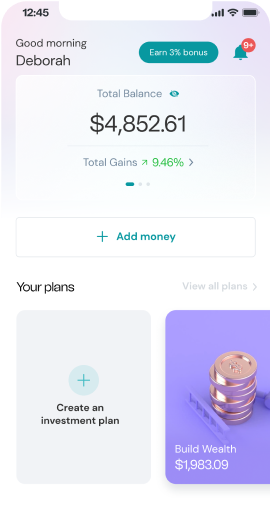 12:45
Good morning
Deborah
Earn 3% bonus
9+
Total Balance
$4,852.61
Total Gains 9.46%
Add money
Your plans
View all plans
Create an
investment plan
Build Wealth
$1,983.09